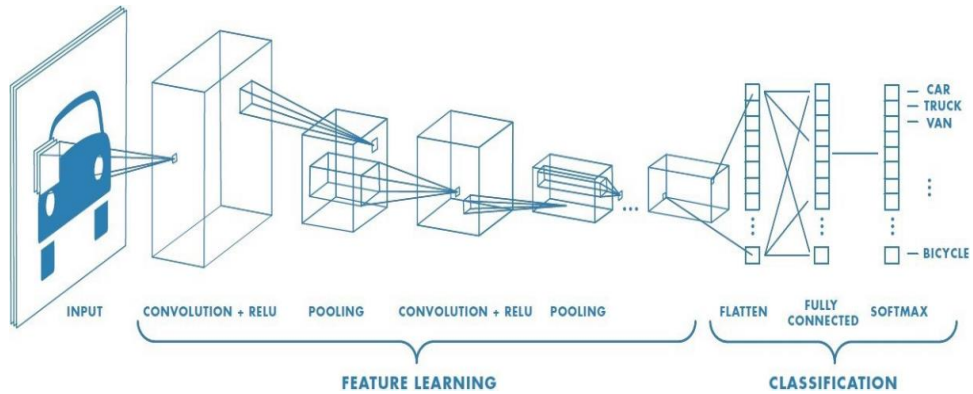 CAR
TRUCK
VAN
BICYCLE
INPUT
CONVOLUTION + RELU
POOLING
CONVOLUTION + RELU
POOLING
FLATTEN
FULLY
CONNECTED
SOFTMAX
FEATURE LEARNING
CLASSIFICATION